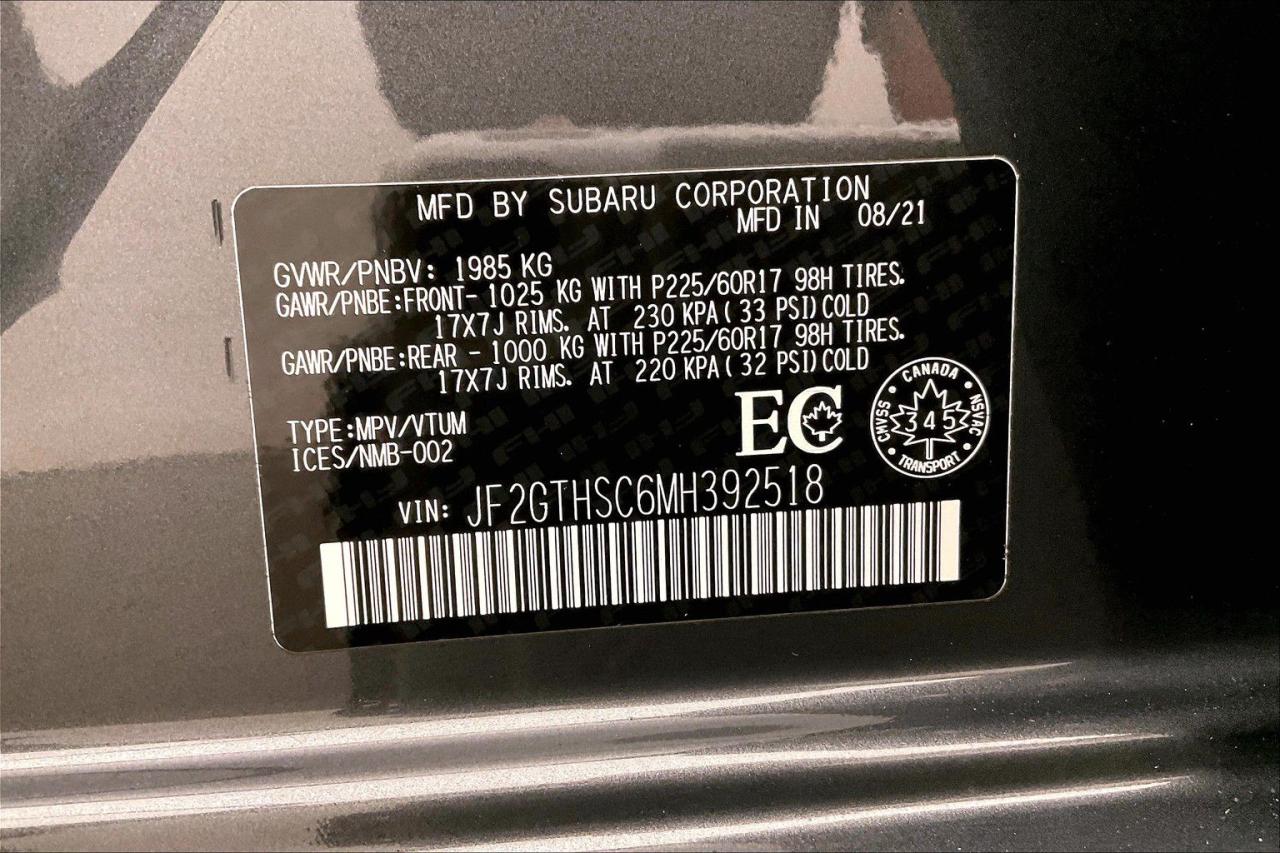 MFD BY SUBARU CORPORATION
MFD IN 08/21
GVWR/PNBV: 1985 KG
GAWR/PNBE:FRONT- 1025 KG WITH P225/60R17 98H TIRES.
17X7J RIMS. AT 230 KPA( 33 PSI)COLD
GAWR/PNBE:REAR - 1000 KG WITH P225/60R17 98H TIRES.
17X7J RIMS. AT 220 KPA( 32 PSI)COLD
TYPE:MPV/VTUM
ICES/NMB-002
EC
CANADA
CMVSS
345
NSVAC
TRANSPORT
VIN: JF2GTHSC6MH392518